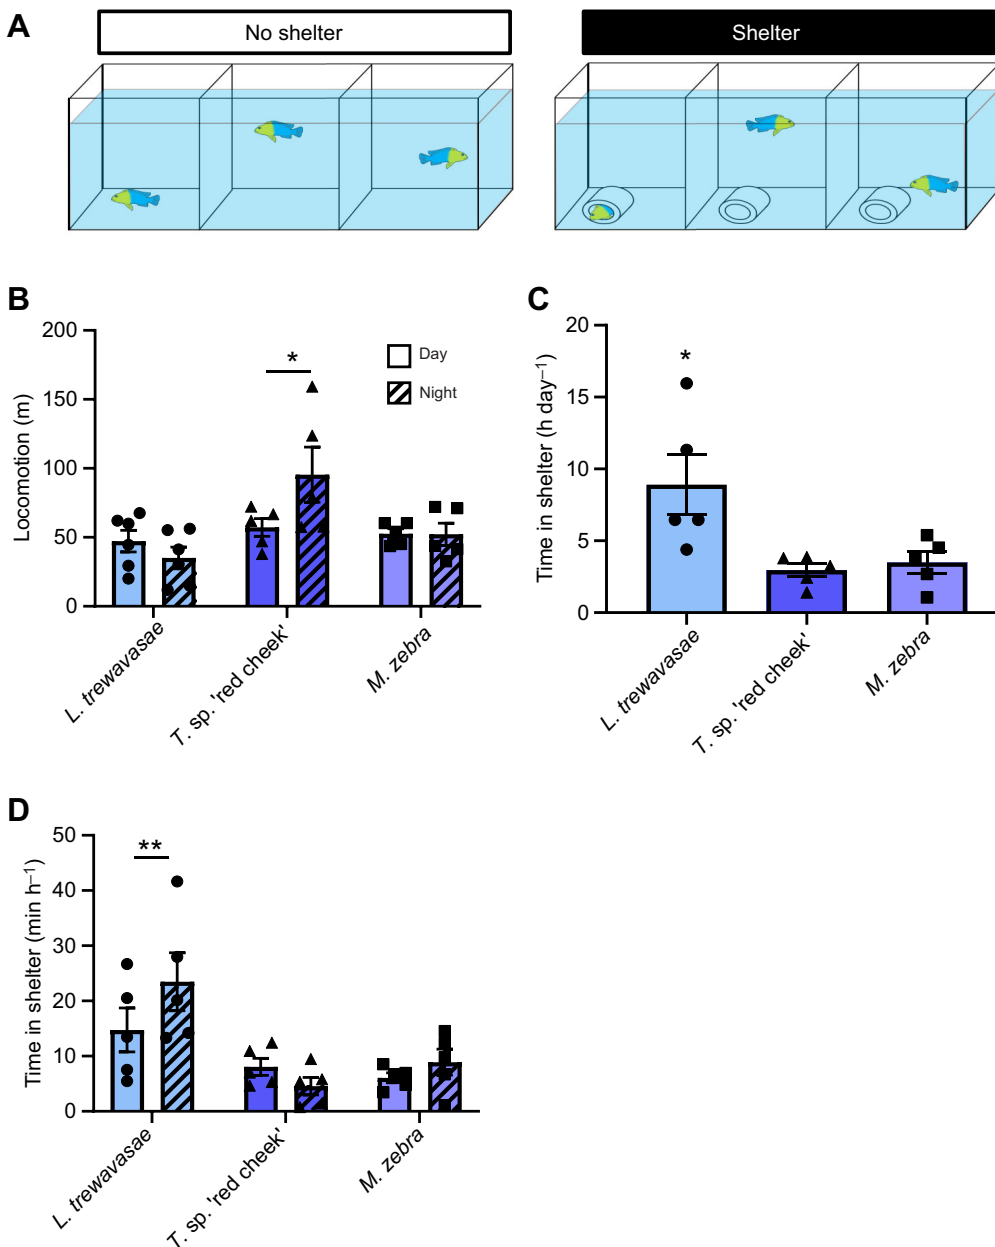 A
No shelter
Shelter
B
200
150
100
50
0
Locomotion (m)
*
Day
Night
L. trewavasae
T. sp. 'red cheek'
M. zebra
C
20
15
10
5
0
Time in shelter (h day⁻¹)
*
L. trewavasae
T. sp. 'red cheek'
M. zebra
D
50
40
30
20
10
0
Time in shelter (min h⁻¹)
**
L. trewavasae
T. sp. 'red cheek'
M. zebra